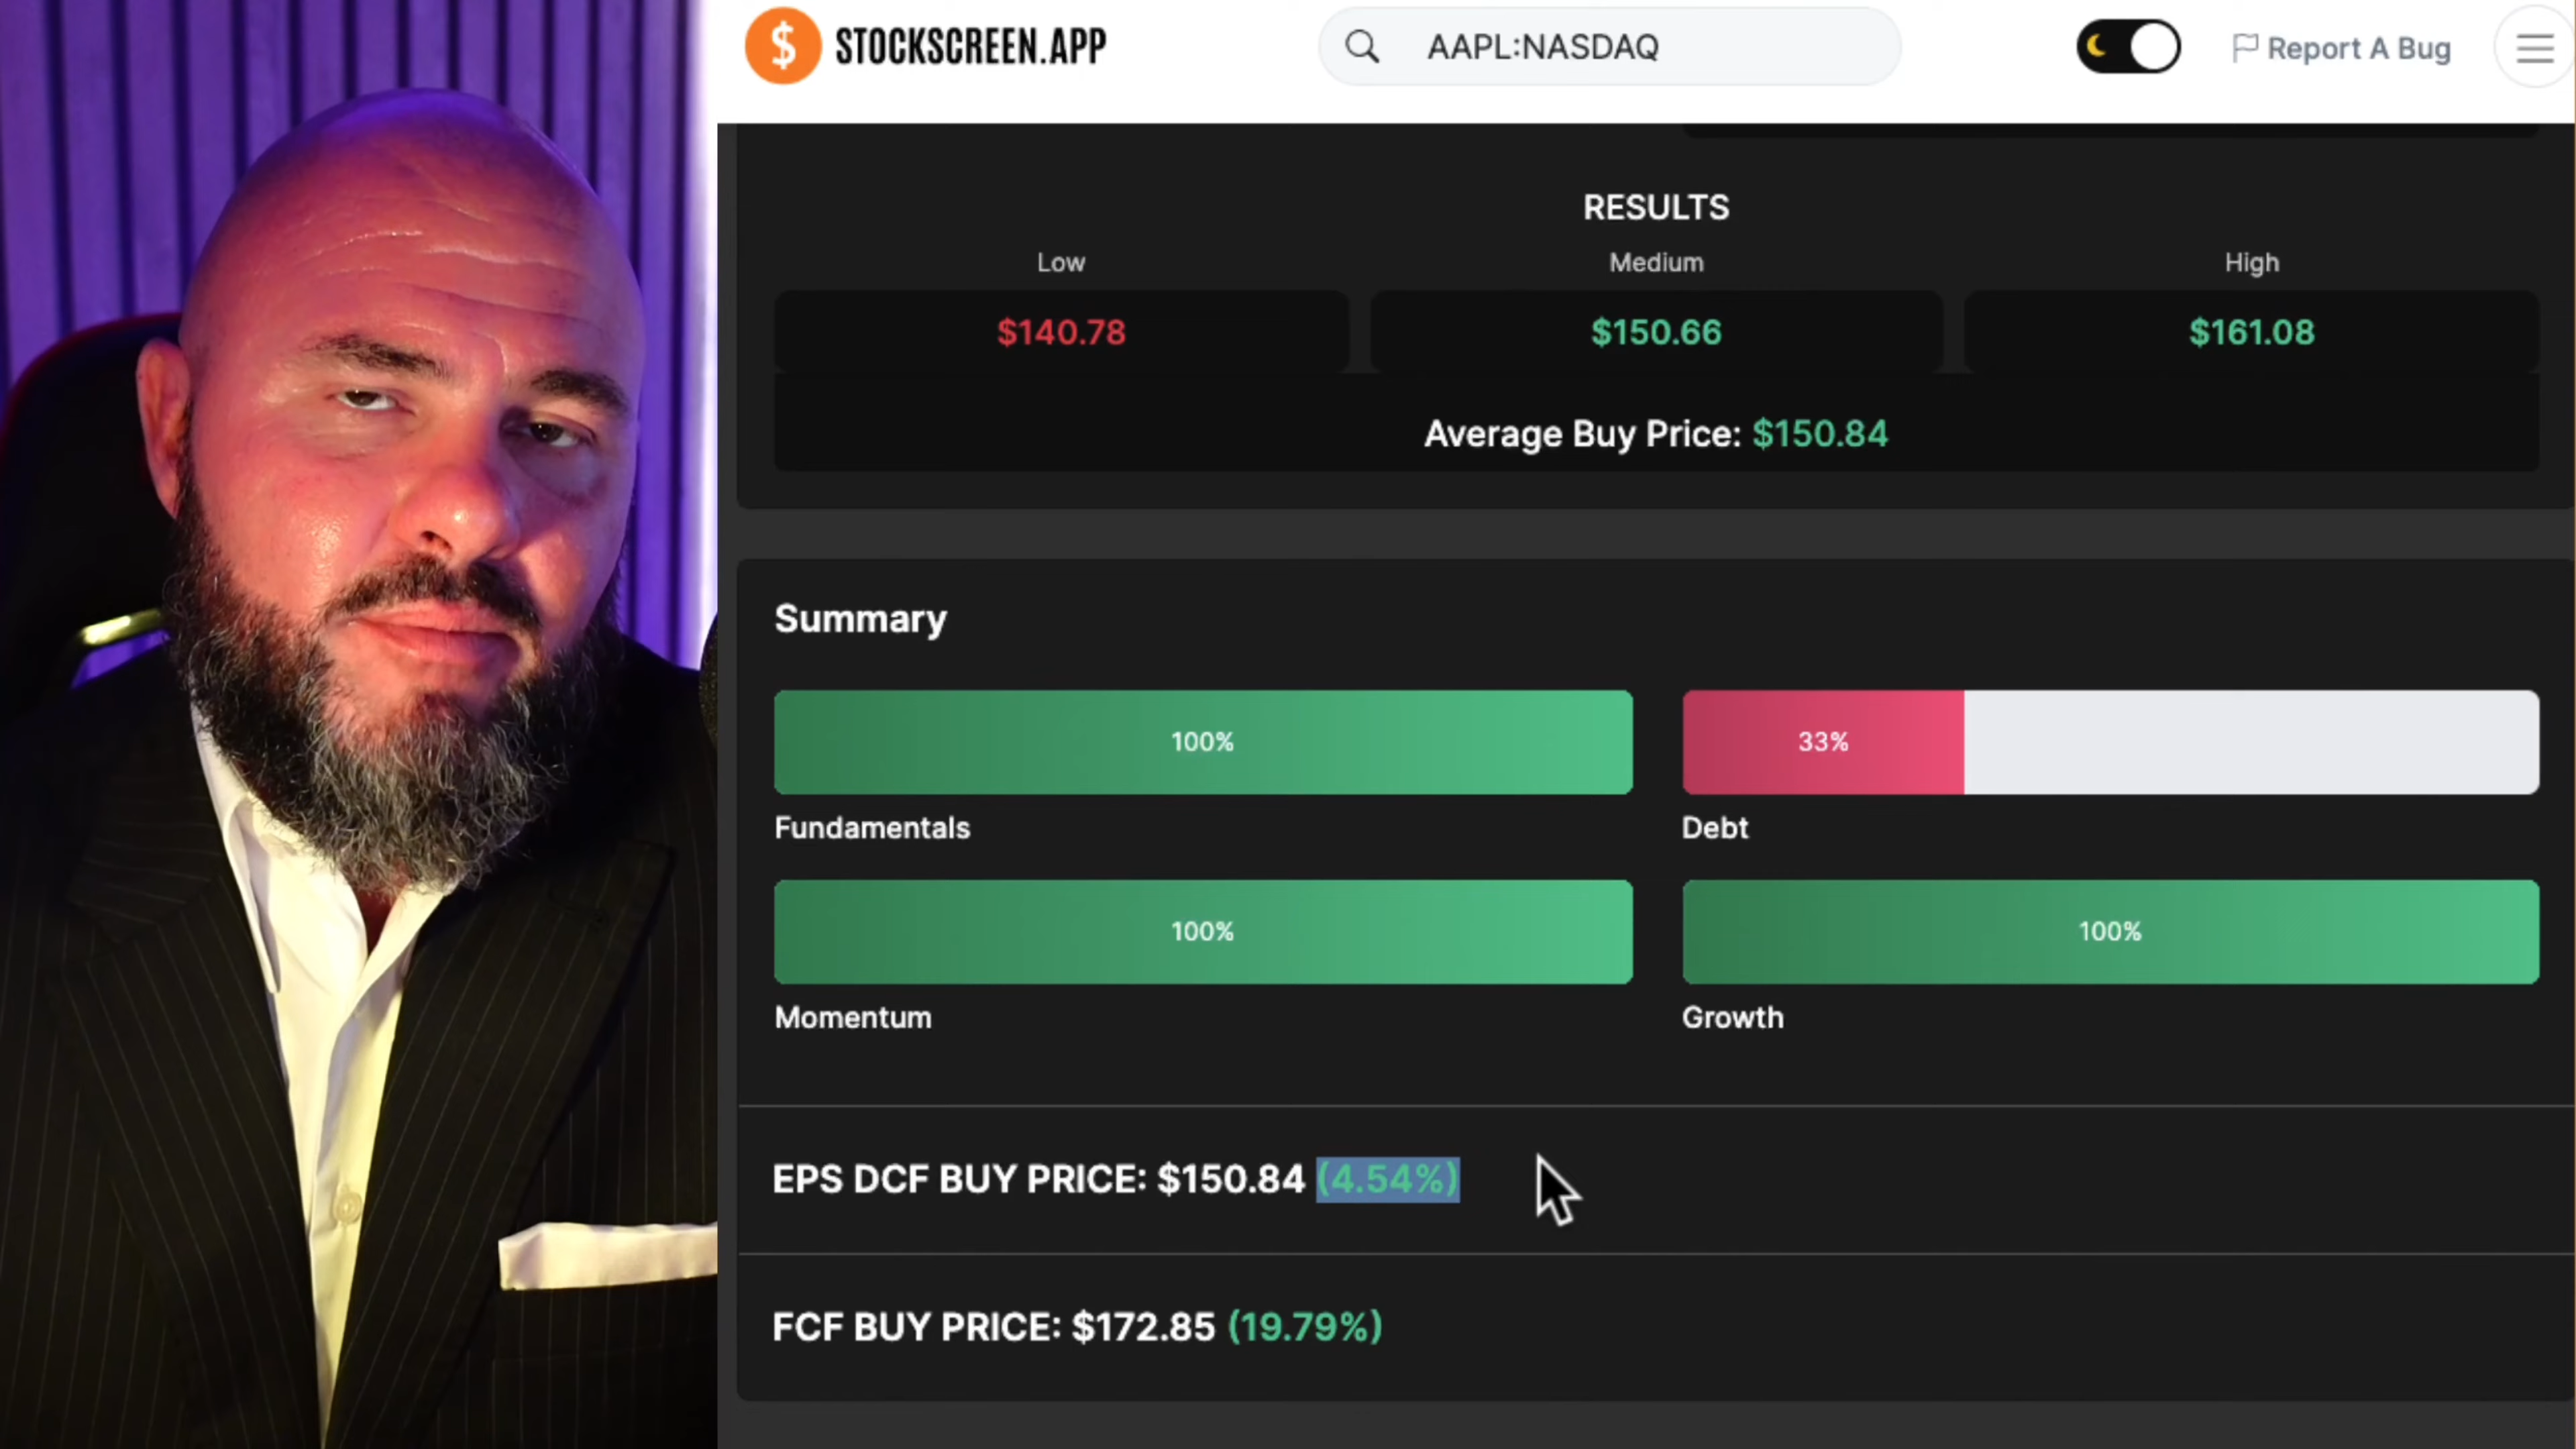 $ STOCKSCREEN.APP
AAPL:NASDAQ
Report A Bug
RESULTS
Low
Medium
High
$140.78
$150.66
$161.08
Average Buy Price: $150.84
Summary
100%
33%
Fundamentals
Debt
100%
100%
Momentum
Growth
EPS DCF BUY PRICE: $150.84 (4.54%)
FCF BUY PRICE: $172.85 (19.79%)